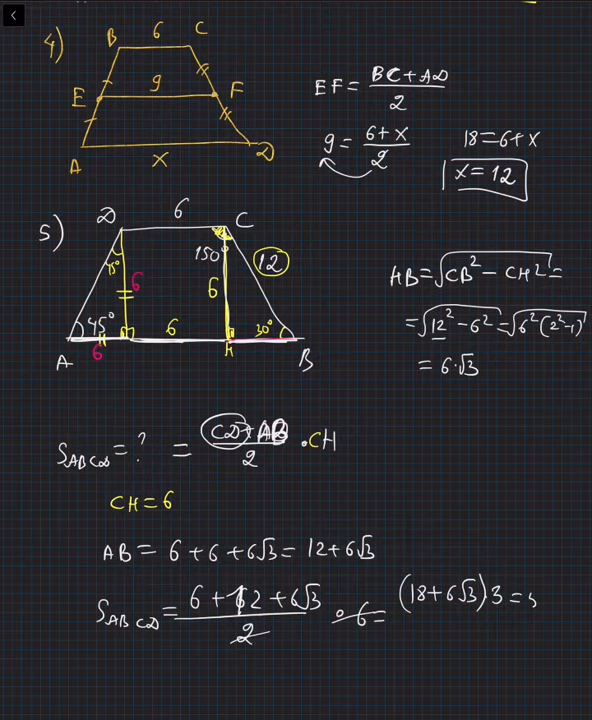 4)
B 6 C
E 9 F
A x D
EF = (BC + AD)/2
9 = (6 + x)/2
18 = 6 + x
x = 12
5)
D 6 C
45° 6 150° 6 12
45° 6 30°
A 6 H B
HB = √(CB² − CH²) =
= √(12² − 6²) = √(6²(2² − 1))
= 6·√3
S_ABCD = ? = (CD + AB)/2 · CH
CH = 6
AB = 6 + 6 + 6√3 = 12 + 6√3
S_ABCD = (6 + 12 + 6√3)/2 · 6 = (18 + 6√3)·3 =